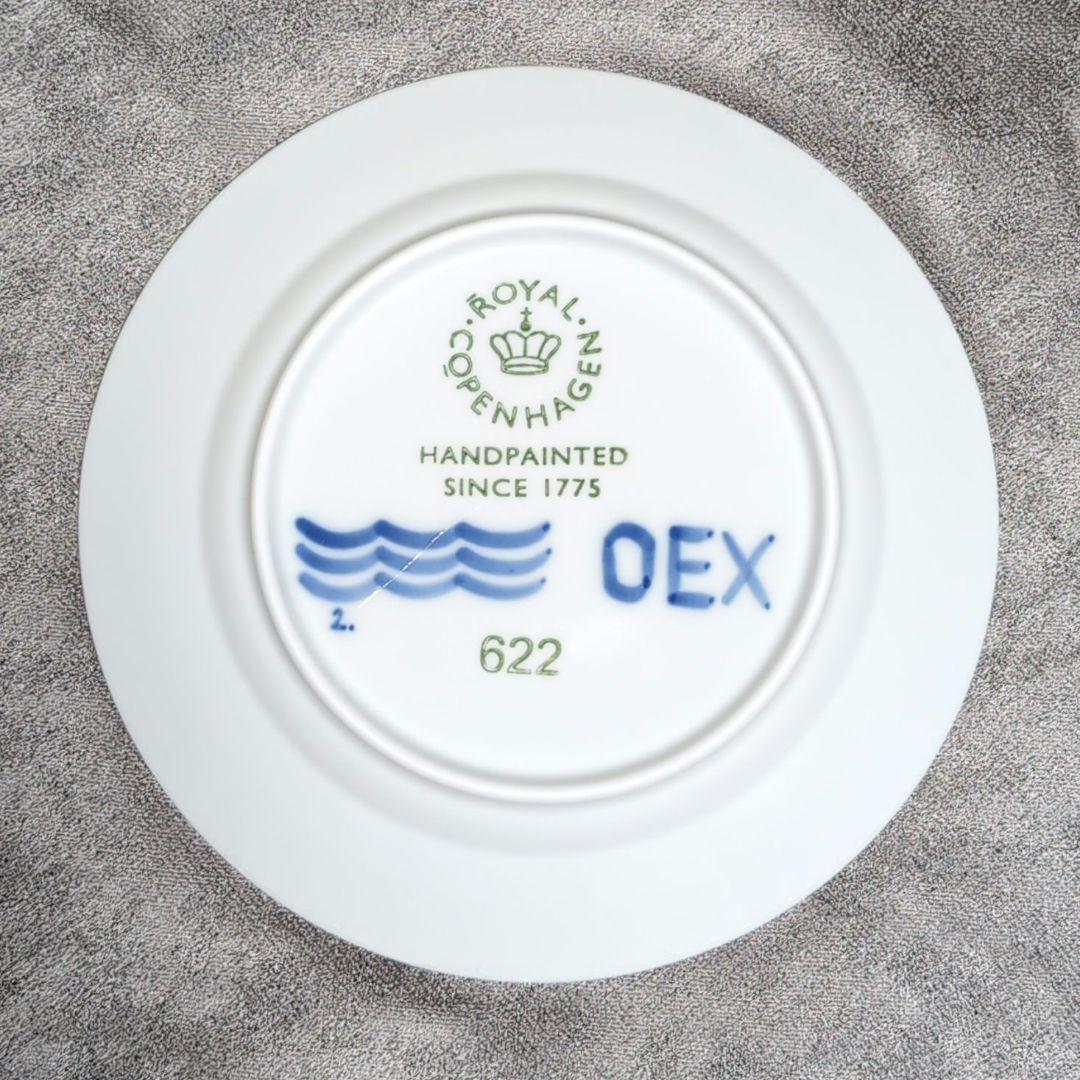 ROYAL · COPENHAGEN ·
HANDPAINTED
SINCE 1775
OEX
2.
622